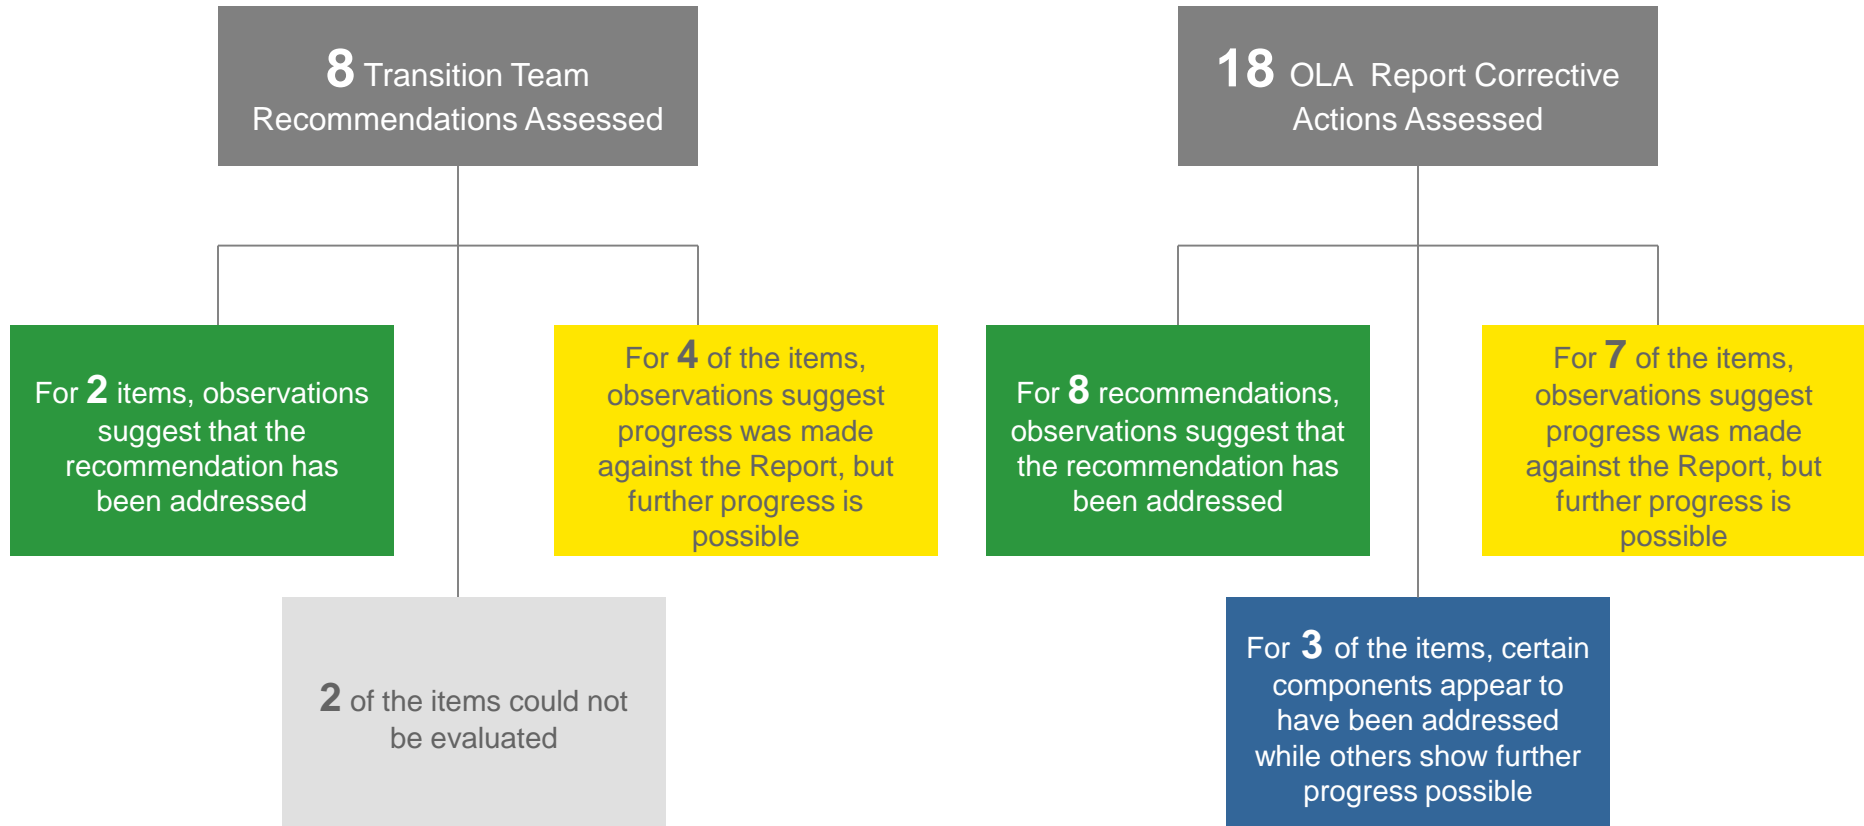 8 Transition Team
Recommendations Assessed
18 OLA Report Corrective
Actions Assessed
For 2 items, observations
suggest that the
recommendation has
been addressed
For 4 of the items,
observations suggest
progress was made
against the Report, but
further progress is
possible
For 8 recommendations,
observations suggest that
the recommendation has
been addressed
For 7 of the items,
observations suggest
progress was made
against the Report, but
further progress is
possible
2 of the items could not
be evaluated
For 3 of the items, certain
components appear to
have been addressed
while others show further
progress possible